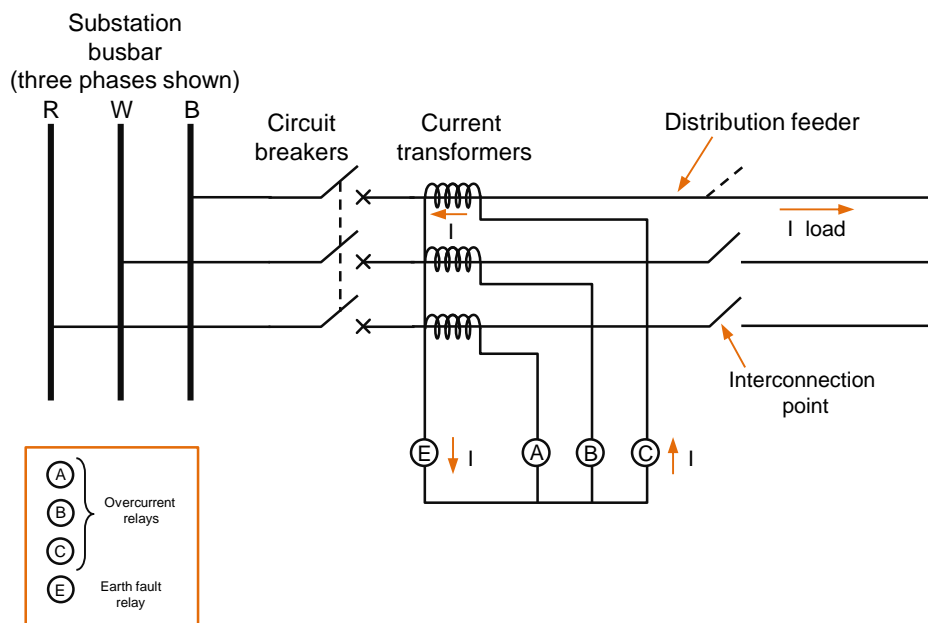 Substation
busbar
(three phases shown)
R W B
Circuit
breakers
Current
transformers
Distribution feeder
I
I load
Interconnection
point
E I A B C I
A
B
C
Overcurrent
relays
E
Earth fault
relay